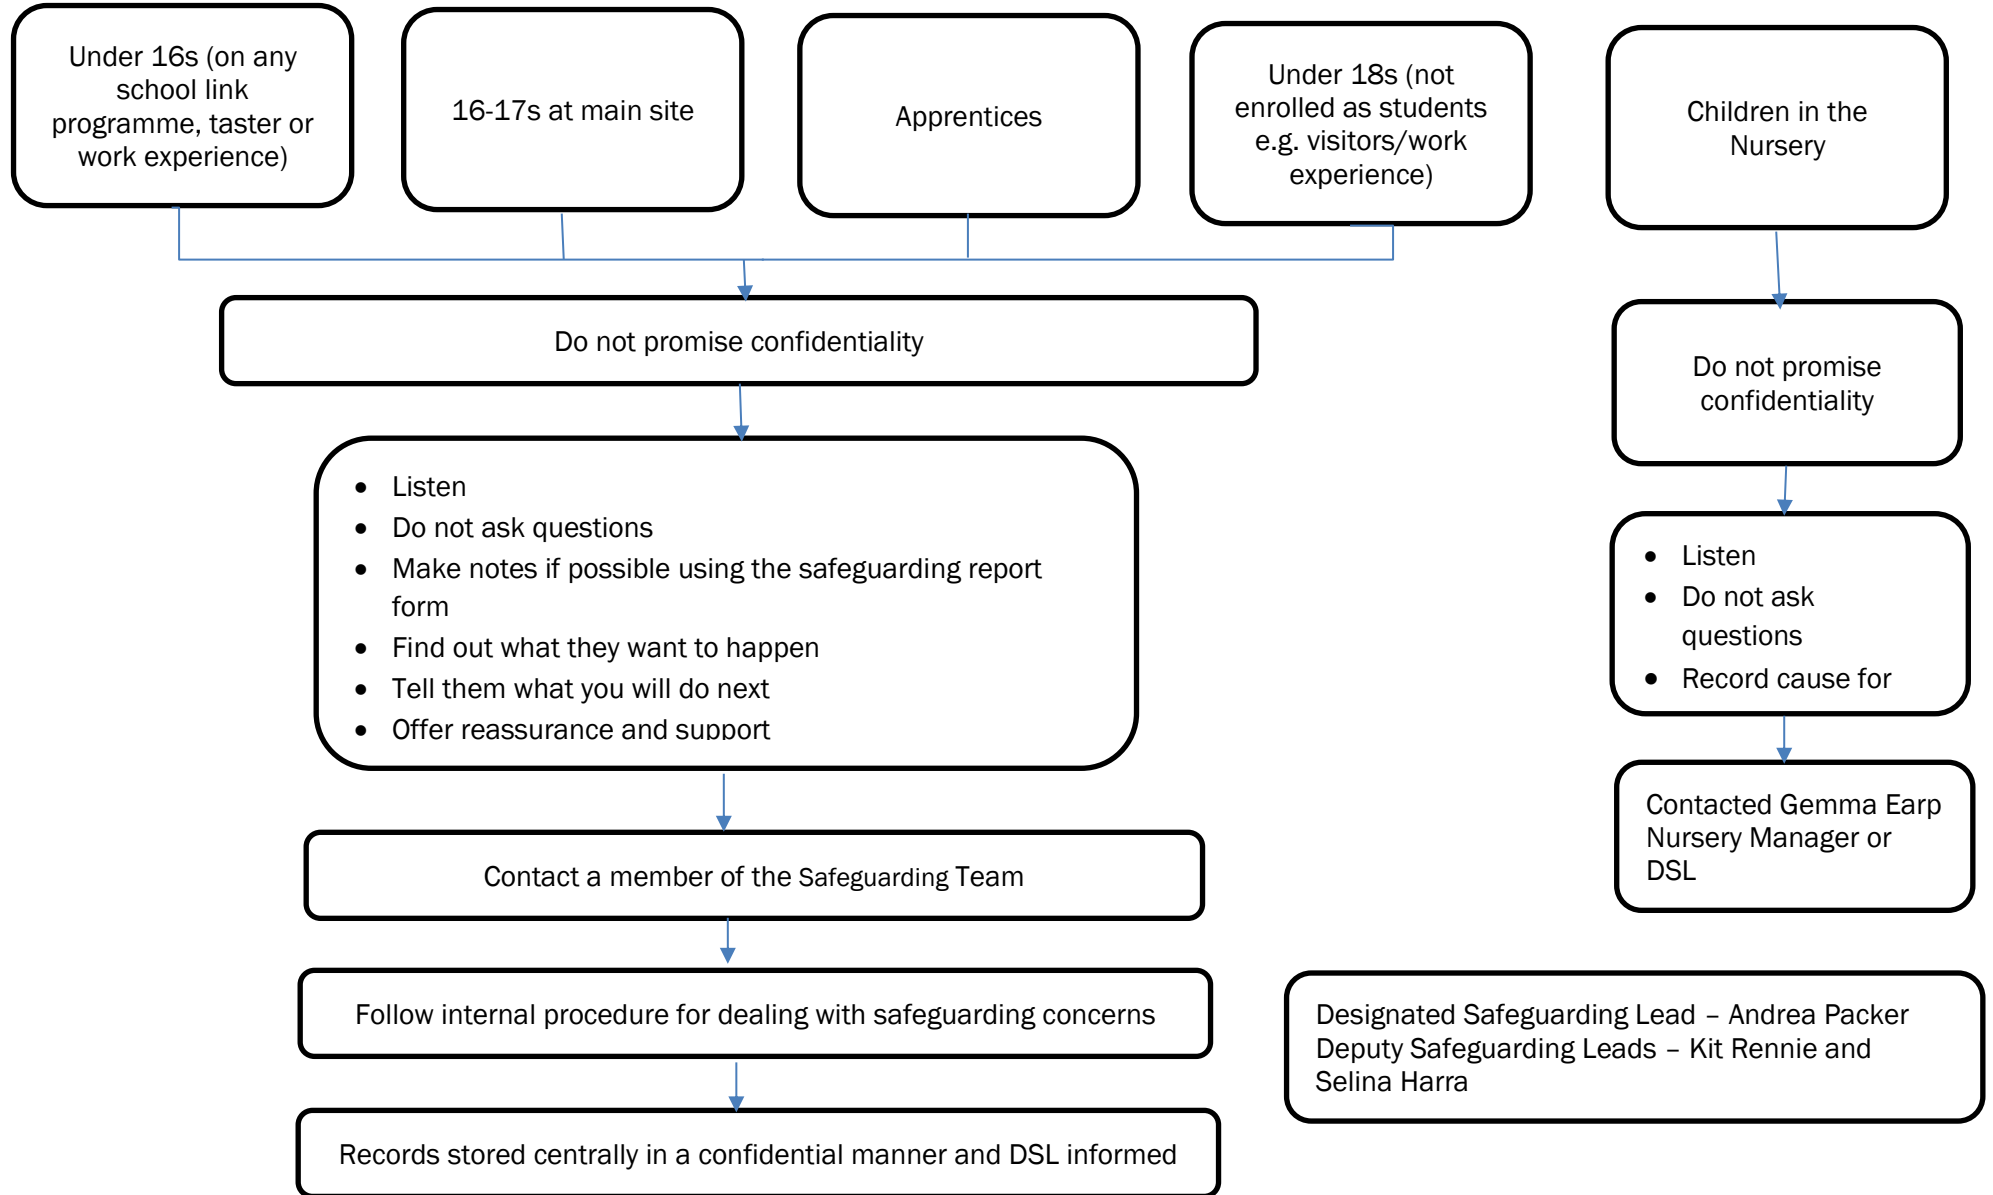 Under 16s (on any
school link
programme, taster or
work experience)
16-17s at main site
Apprentices
Under 18s (not
enrolled as students
e.g. visitors/work
experience)
Children in the
Nursery
Do not promise confidentiality
• Listen
• Do not ask questions
• Make notes if possible using the safeguarding report
form
• Find out what they want to happen
• Tell them what you will do next
• Offer reassurance and support
Contact a member of the Safeguarding Team
Follow internal procedure for dealing with safeguarding concerns
Records stored centrally in a confidential manner and DSL informed
Do not promise
confidentiality
• Listen
• Do not ask
questions
• Record cause for
Contacted Gemma Earp
Nursery Manager or
DSL
Designated Safeguarding Lead – Andrea Packer
Deputy Safeguarding Leads – Kit Rennie and
Selina Harra